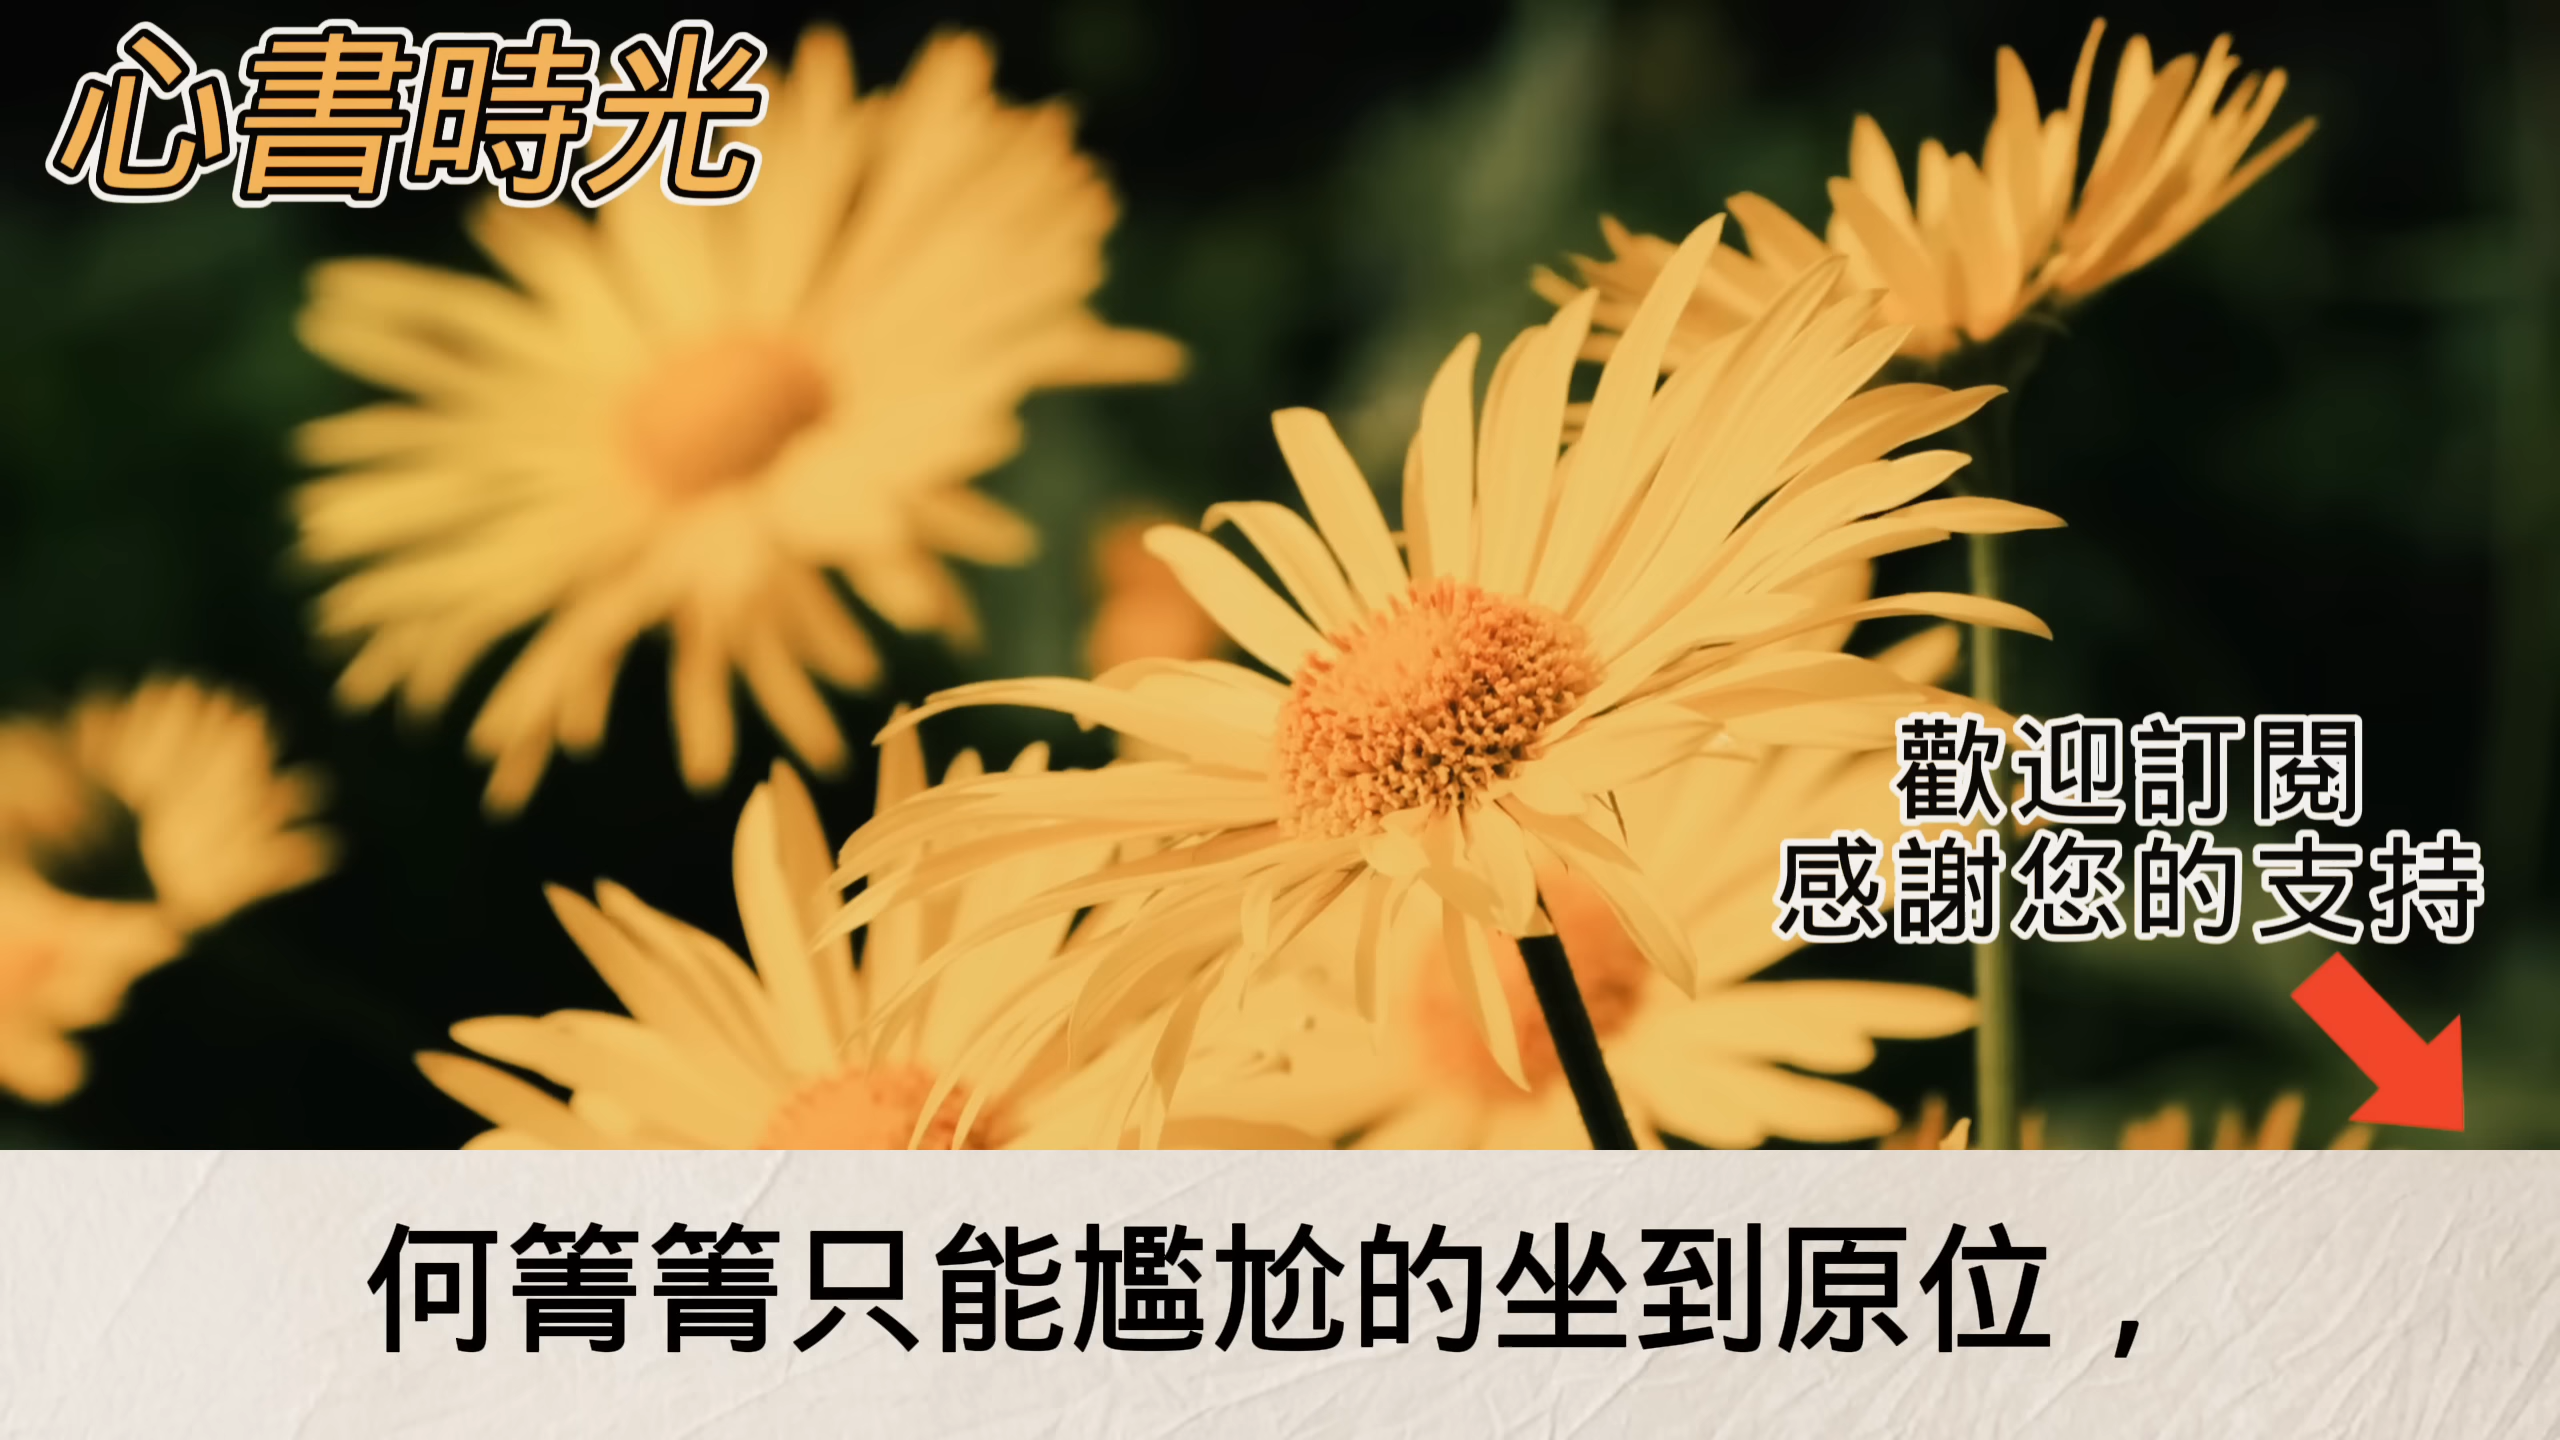 心書時光
歡迎訂閱
感謝您的支持
何箐箐只能尷尬的坐到原位，